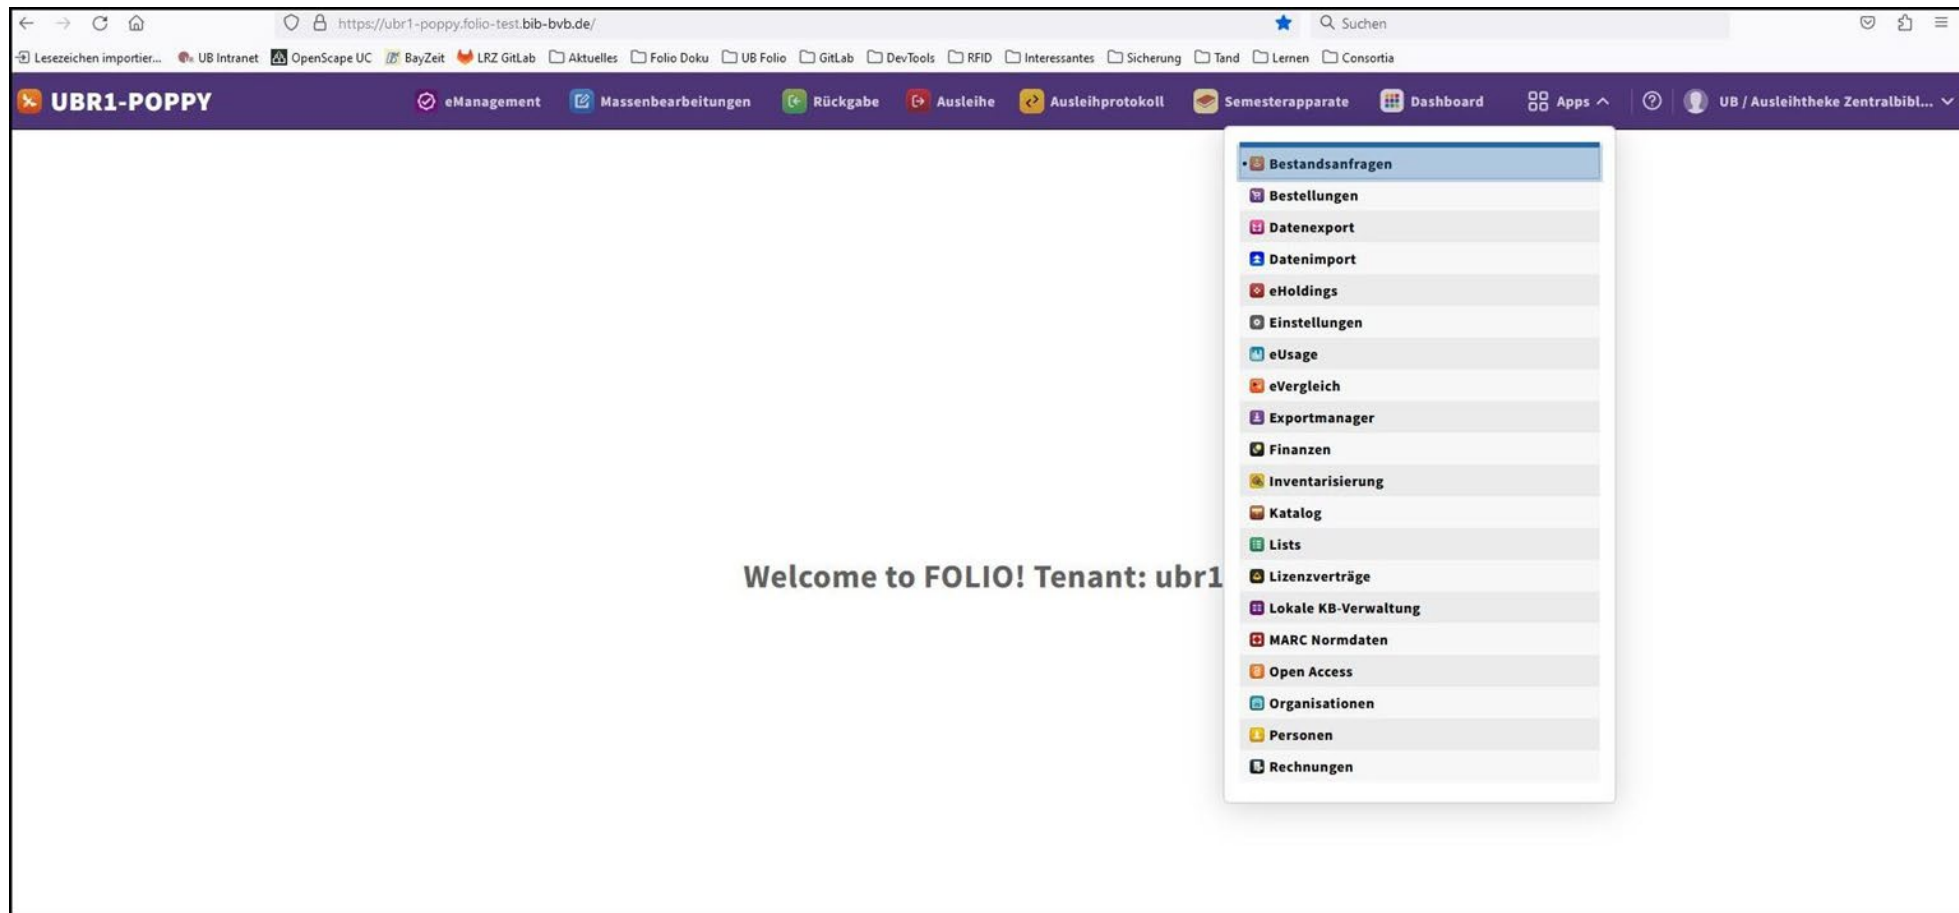 https://ubr1-poppy.folio-test.bib-bvb.de/ Suchen
Lesezeichen importier... UB Intranet OpenScape UC BayZeit LRZ GitLab Aktuelles Folio Doku UB Folio GitLab DevTools RFID Interessantes Sicherung Tand Lernen Consortia
UBR1-POPPY eManagement Massenbearbeitungen Rückgabe Ausleihe Ausleihprotokoll Semesterapparate Dashboard Apps UB / Ausleihtheke Zentralbibl...
Bestandsanfragen
Bestellungen
Datenexport
Datenimport
eHoldings
Einstellungen
eUsage
eVergleich
Exportmanager
Finanzen
Inventarisierung
Katalog
Lists
Welcome to FOLIO! Tenant: ubr1
Lizenzverträge
Lokale KB-Verwaltung
MARC Normdaten
Open Access
Organisationen
Personen
Rechnungen